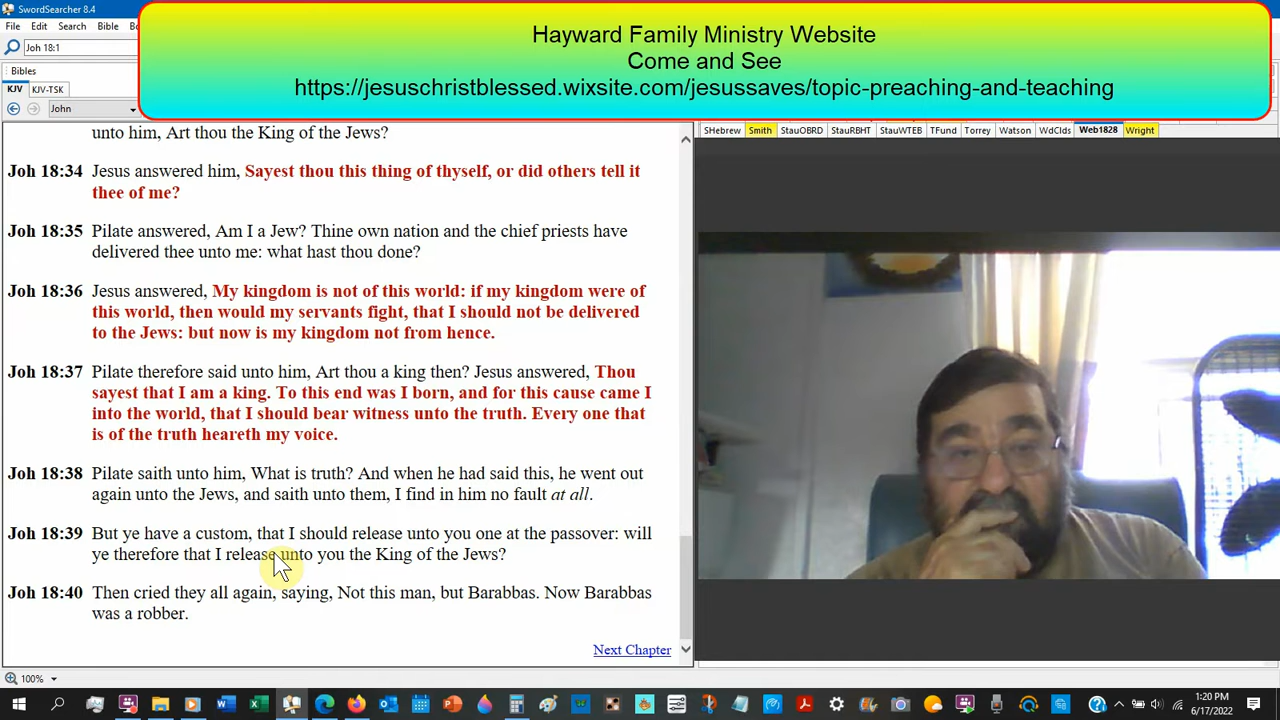 SwordSearcher 8.4
File Edit Search Bible
Hayward Family Ministry Website
Come and See
https://jesuschristblessed.wixsite.com/jesussaves/topic-preaching-and-teaching
Joh 18:1
Bibles
KJV KJV-TSK
John
SHebrew Smith StauOBRD StauRBHT StauWTEB TFund Torrey Watson WdClds Web1828 Wright
unto him, Art thou the King of the Jews?
Joh 18:34 Jesus answered him, Sayest thou this thing of thyself, or did others tell it
thee of me?
Joh 18:35 Pilate answered, Am I a Jew? Thine own nation and the chief priests have
delivered thee unto me: what hast thou done?
Joh 18:36 Jesus answered, My kingdom is not of this world: if my kingdom were of
this world, then would my servants fight, that I should not be delivered
to the Jews: but now is my kingdom not from hence.
Joh 18:37 Pilate therefore said unto him, Art thou a king then? Jesus answered, Thou
sayest that I am a king. To this end was I born, and for this cause came I
into the world, that I should bear witness unto the truth. Every one that
is of the truth heareth my voice.
Joh 18:38 Pilate saith unto him, What is truth? And when he had said this, he went out
again unto the Jews, and saith unto them, I find in him no fault at all.
Joh 18:39 But ye have a custom, that I should release unto you one at the passover: will
ye therefore that I release unto you the King of the Jews?
Joh 18:40 Then cried they all again, saying, Not this man, but Barabbas. Now Barabbas
was a robber.
Next Chapter
100%
1:20 PM
6/17/2022